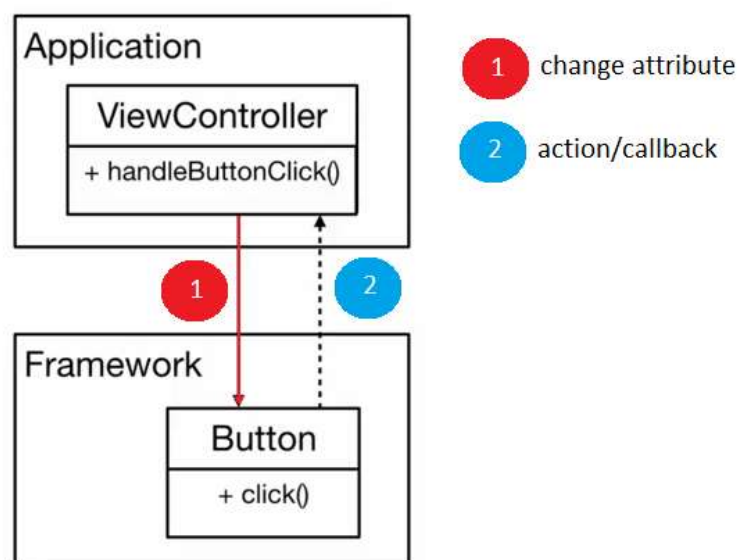 Application
ViewController
+ handleButtonClick()
1 change attribute
2 action/callback
1
2
Framework
Button
+ click()